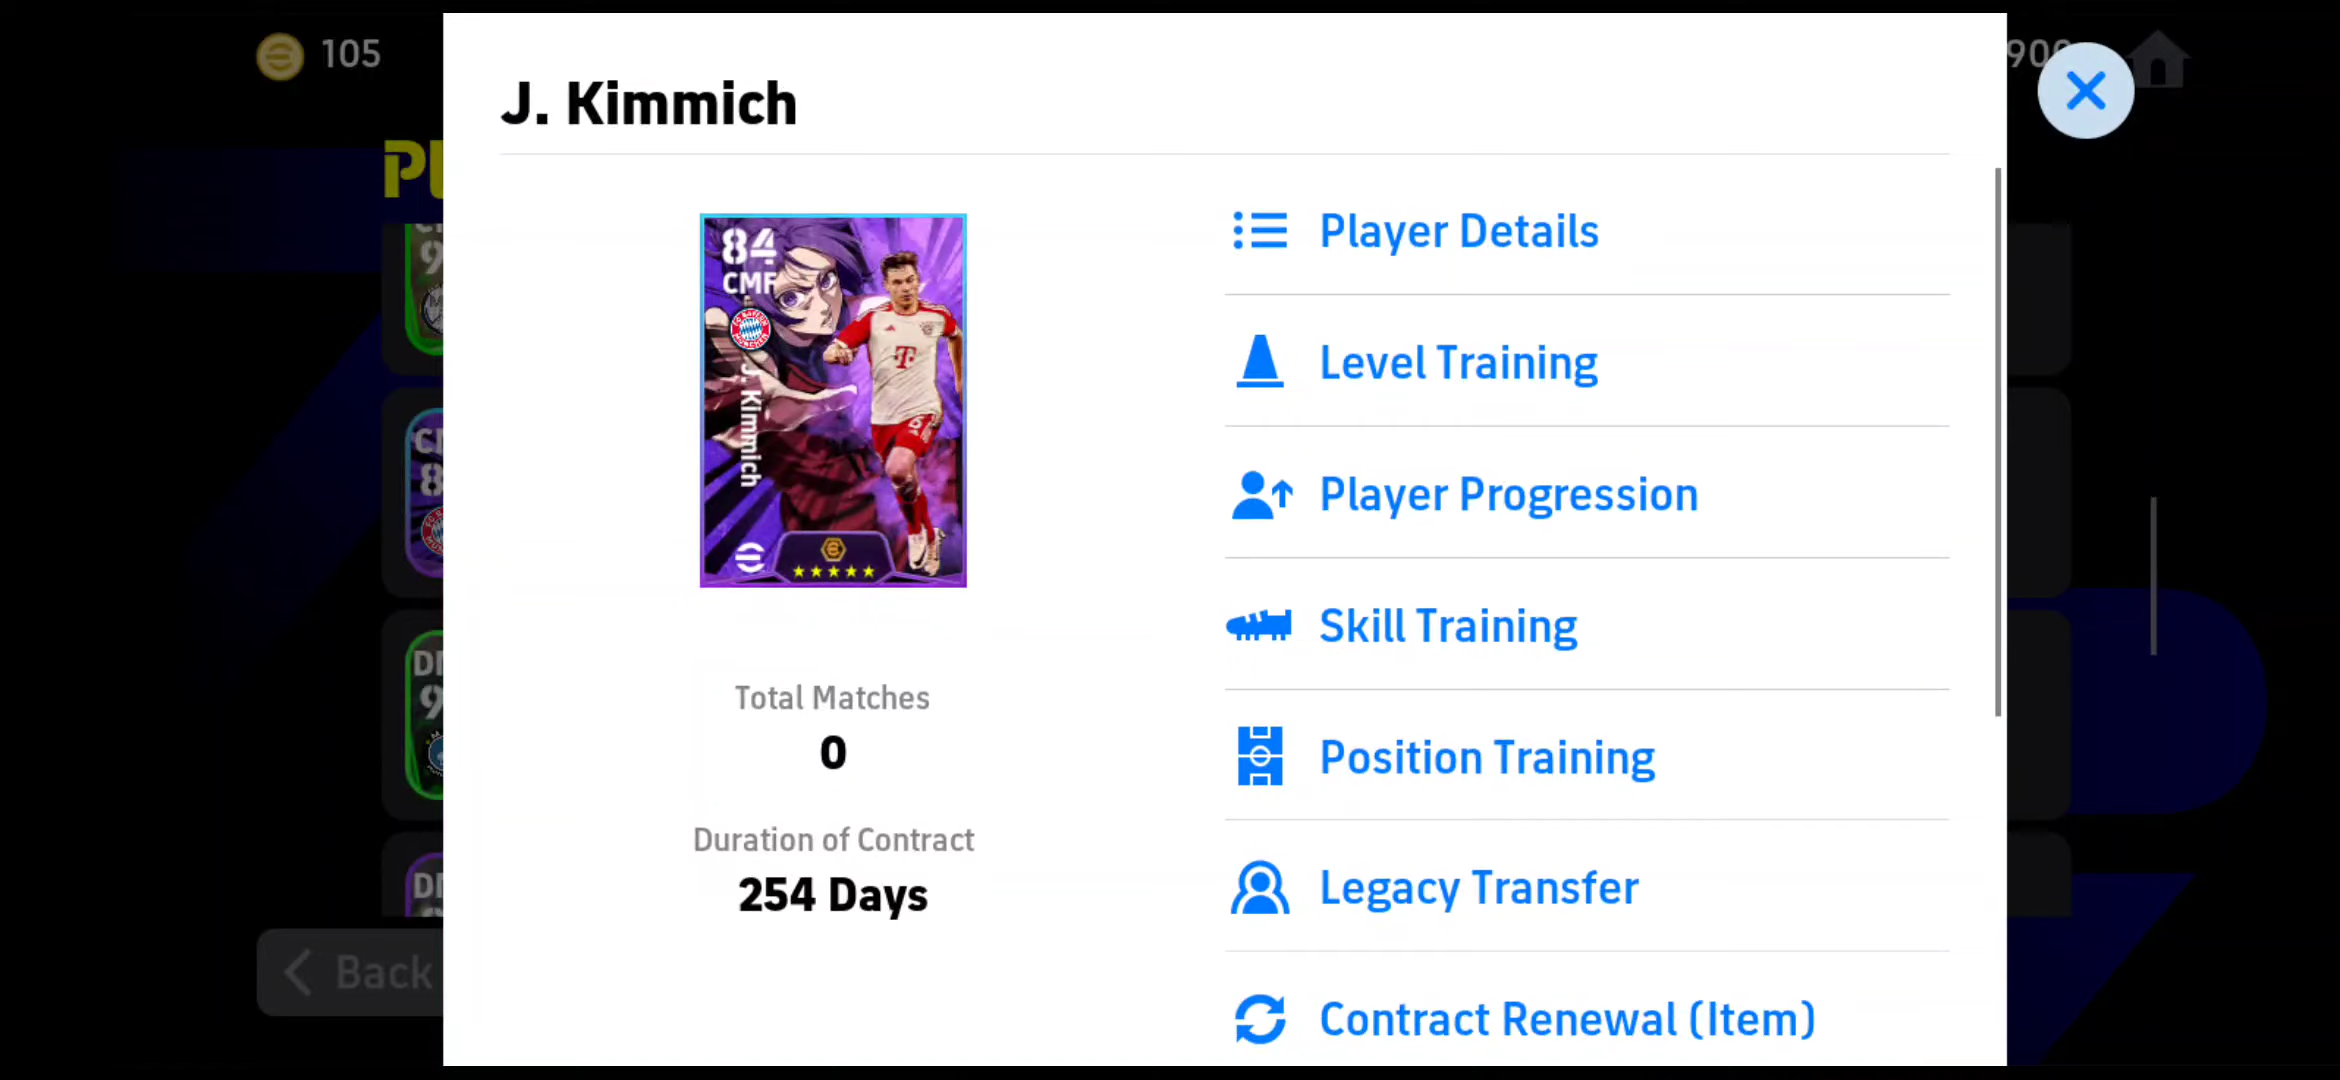 105
900
J. Kimmich
84
CMF
J. Kimmich
Player Details
Level Training
Player Progression
Skill Training
Position Training
Legacy Transfer
Contract Renewal (Item)
Total Matches
0
Duration of Contract
254 Days
Back